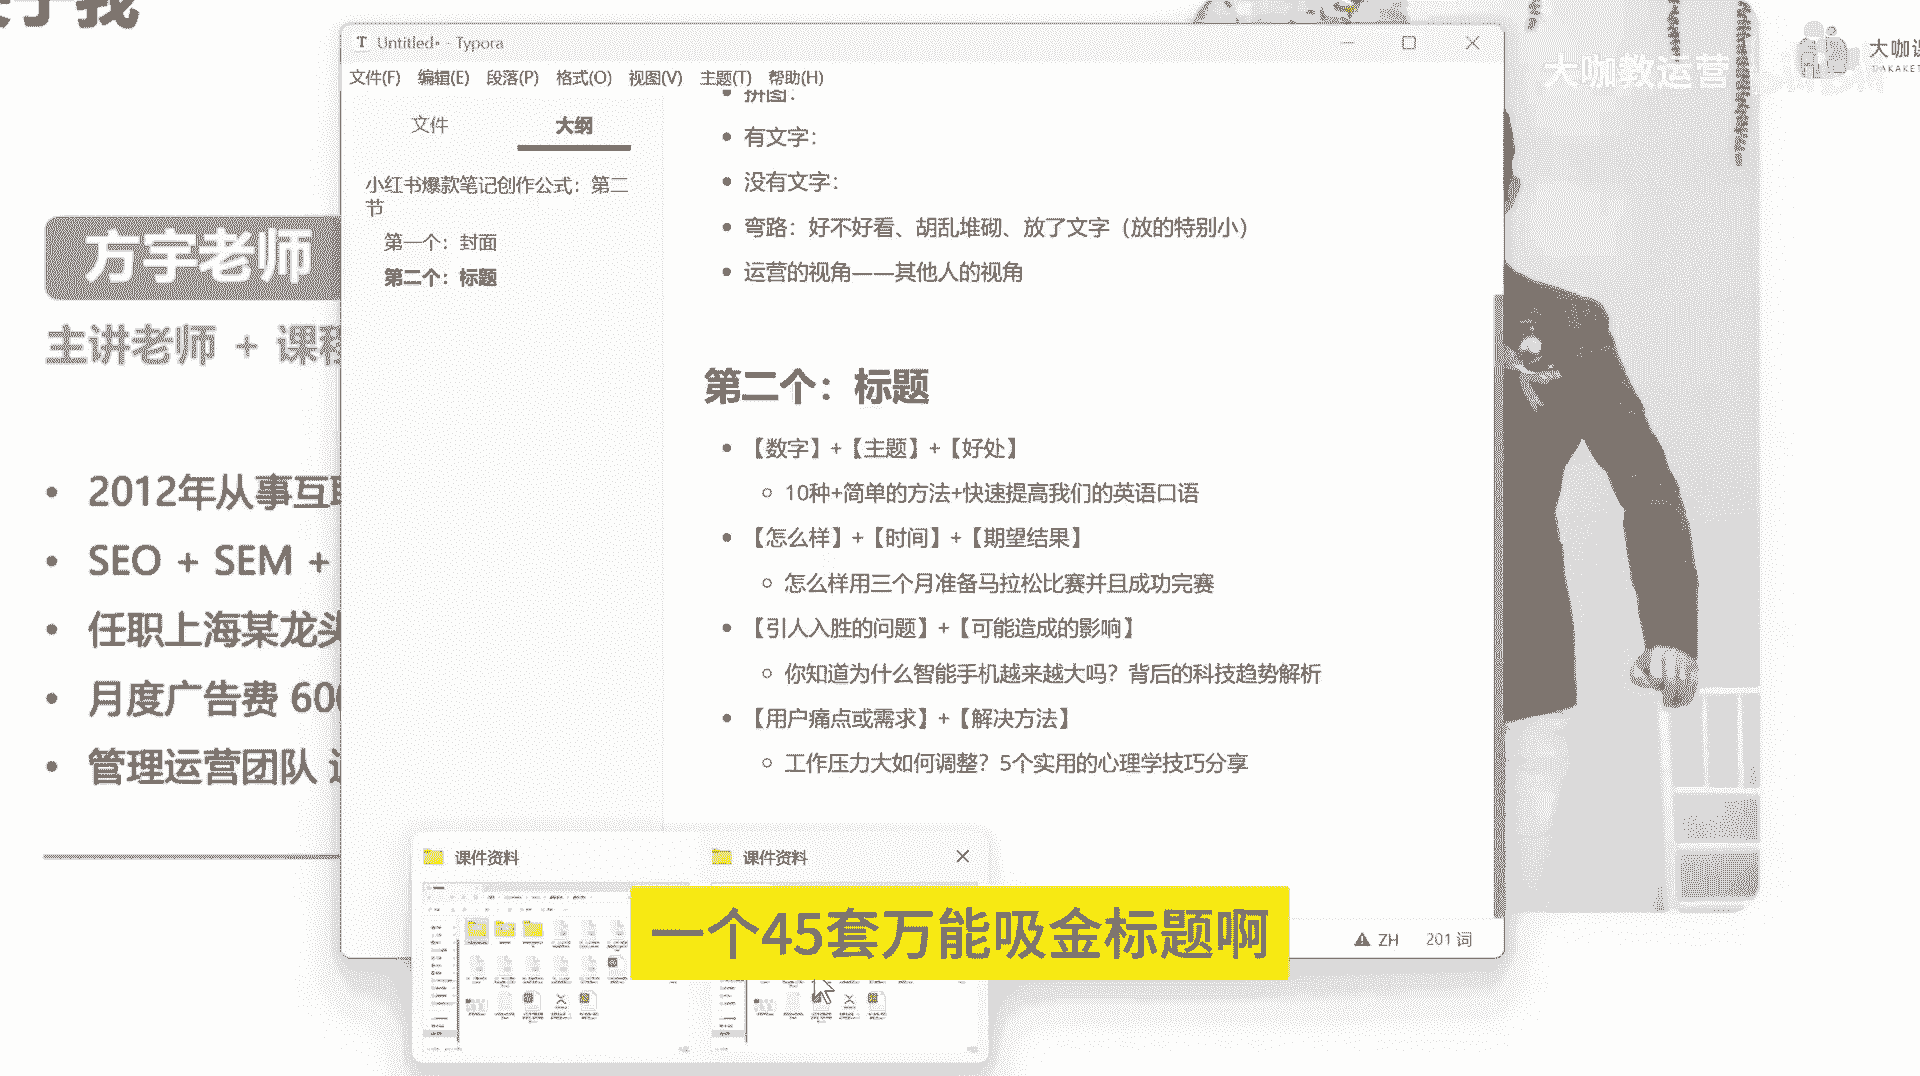 于我
大咖教运营
大咖
DAKAKE
方宇老师
主讲老师 + 课程
2012年从事互联
SEO + SEM +
任职上海某龙头
月度广告费 600
管理运营团队
Untitled• - Typora
文件(F) 编辑(E) 段落(P) 格式(O) 视图(V) 主题(T) 帮助(H)
文件 大纲
小红书爆款笔记创作公式：第二
节
第一个：封面
第二个：标题
拼图：
有文字：
没有文字：
弯路：好不好看、胡乱堆砌、放了文字（放的特别小）
运营的视角——其他人的视角
第二个：标题
【数字】+【主题】+【好处】
10种+简单的方法+快速提高我们的英语口语
【怎么样】+【时间】+【期望结果】
怎么样用三个月准备马拉松比赛并且成功完赛
【引人入胜的问题】+【可能造成的影响】
你知道为什么智能手机越来越大吗？背后的科技趋势解析
【用户痛点或需求】+【解决方法】
工作压力大如何调整？5个实用的心理学技巧分享
ZH 201 词
课件资料 课件资料
一个45套万能吸金标题啊